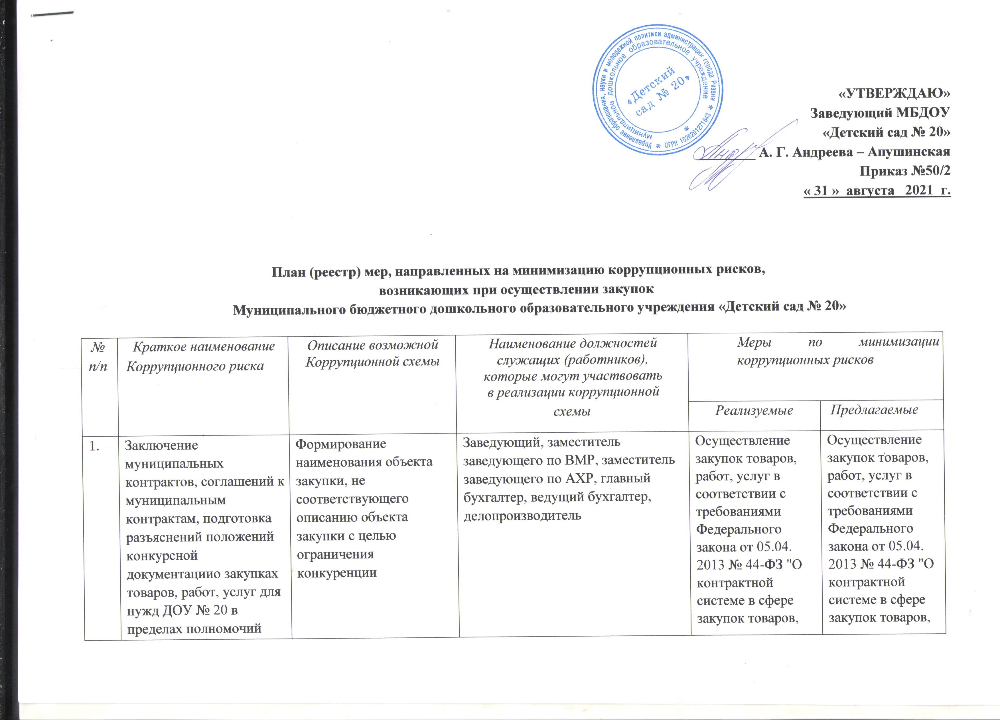 Управление образования, науки и молодежной политики администрации города Рязани * ОГРН 1026201271843 *
муниципальное дошкольное образовательное учреждение *
«Детский
сад № 20»
«УТВЕРЖДАЮ»
Заведующий МБДОУ
«Детский сад № 20»
________ А. Г. Андреева – Апушинская
Приказ №50/2
« 31 » августа 2021 г.
План (реестр) мер, направленных на минимизацию коррупционных рисков,
возникающих при осуществлении закупок
Муниципального бюджетного дошкольного образовательного учреждения «Детский сад № 20»
№
п/п
Краткое наименование
Коррупционного риска
Описание возможной
Коррупционной схемы
Наименование должностей
служащих (работников),
которые могут участвовать
в реализации коррупционной
схемы
Меры по минимизации
коррупционных рисков
Реализуемые
Предлагаемые
1.
Заключение
муниципальных
контрактов, соглашений к
муниципальным
контрактам, подготовка
разъяснений положений
конкурсной
документациио закупках
товаров, работ, услуг для
нужд ДОУ № 20 в
пределах полномочий
Формирование
наименования объекта
закупки, не
соответствующего
описанию объекта
закупки с целью
ограничения
конкуренции
Заведующий, заместитель
заведующего по ВМР, заместитель
заведующего по АХР, главный
бухгалтер, ведущий бухгалтер,
делопроизводитель
Осуществление
закупок товаров,
работ, услуг в
соответствии с
требованиями
Федерального
закона от 05.04.
2013 № 44-ФЗ "О
контрактной
системе в сфере
закупок товаров,
Осуществление
закупок товаров,
работ, услуг в
соответствии с
требованиями
Федерального
закона от 05.04.
2013 № 44-ФЗ "О
контрактной
системе в сфере
закупок товаров,